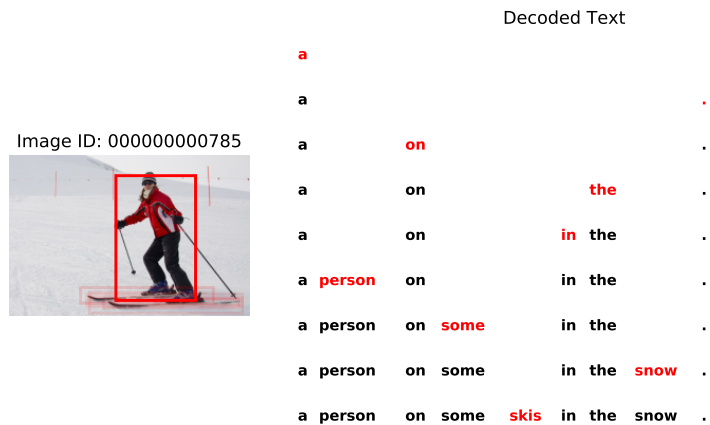 Decoded Text
a
a .
Image ID: 000000000785
a on .
a on the .
a on in the .
a person on in the .
a person on some in the .
a person on some in the snow .
a person on some skis in the snow .